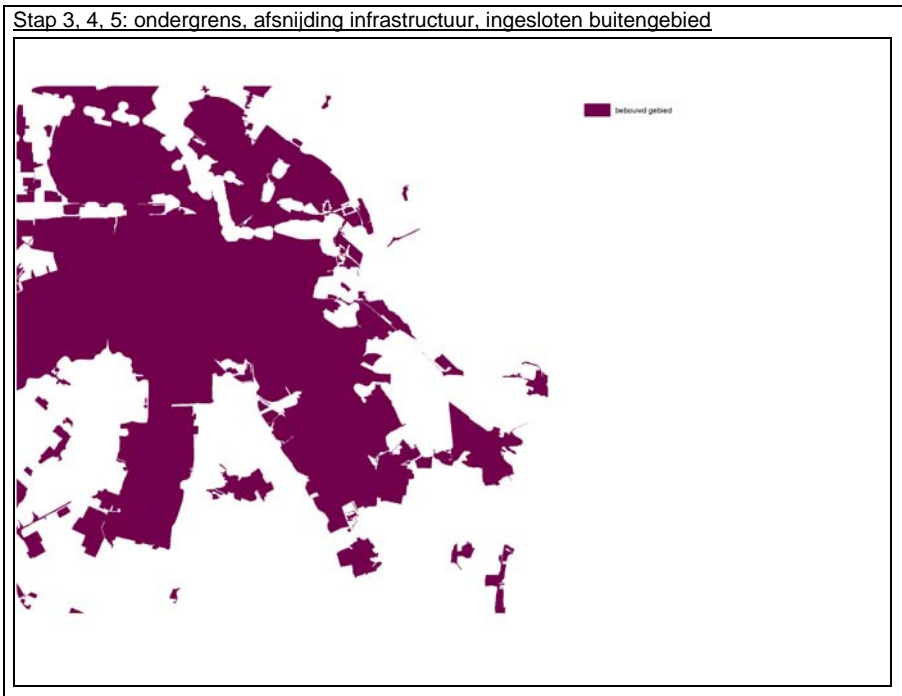 Stap 3, 4, 5: ondergrens, afsnijding infrastructuur, ingesloten buitengebied
bebouwd gebied